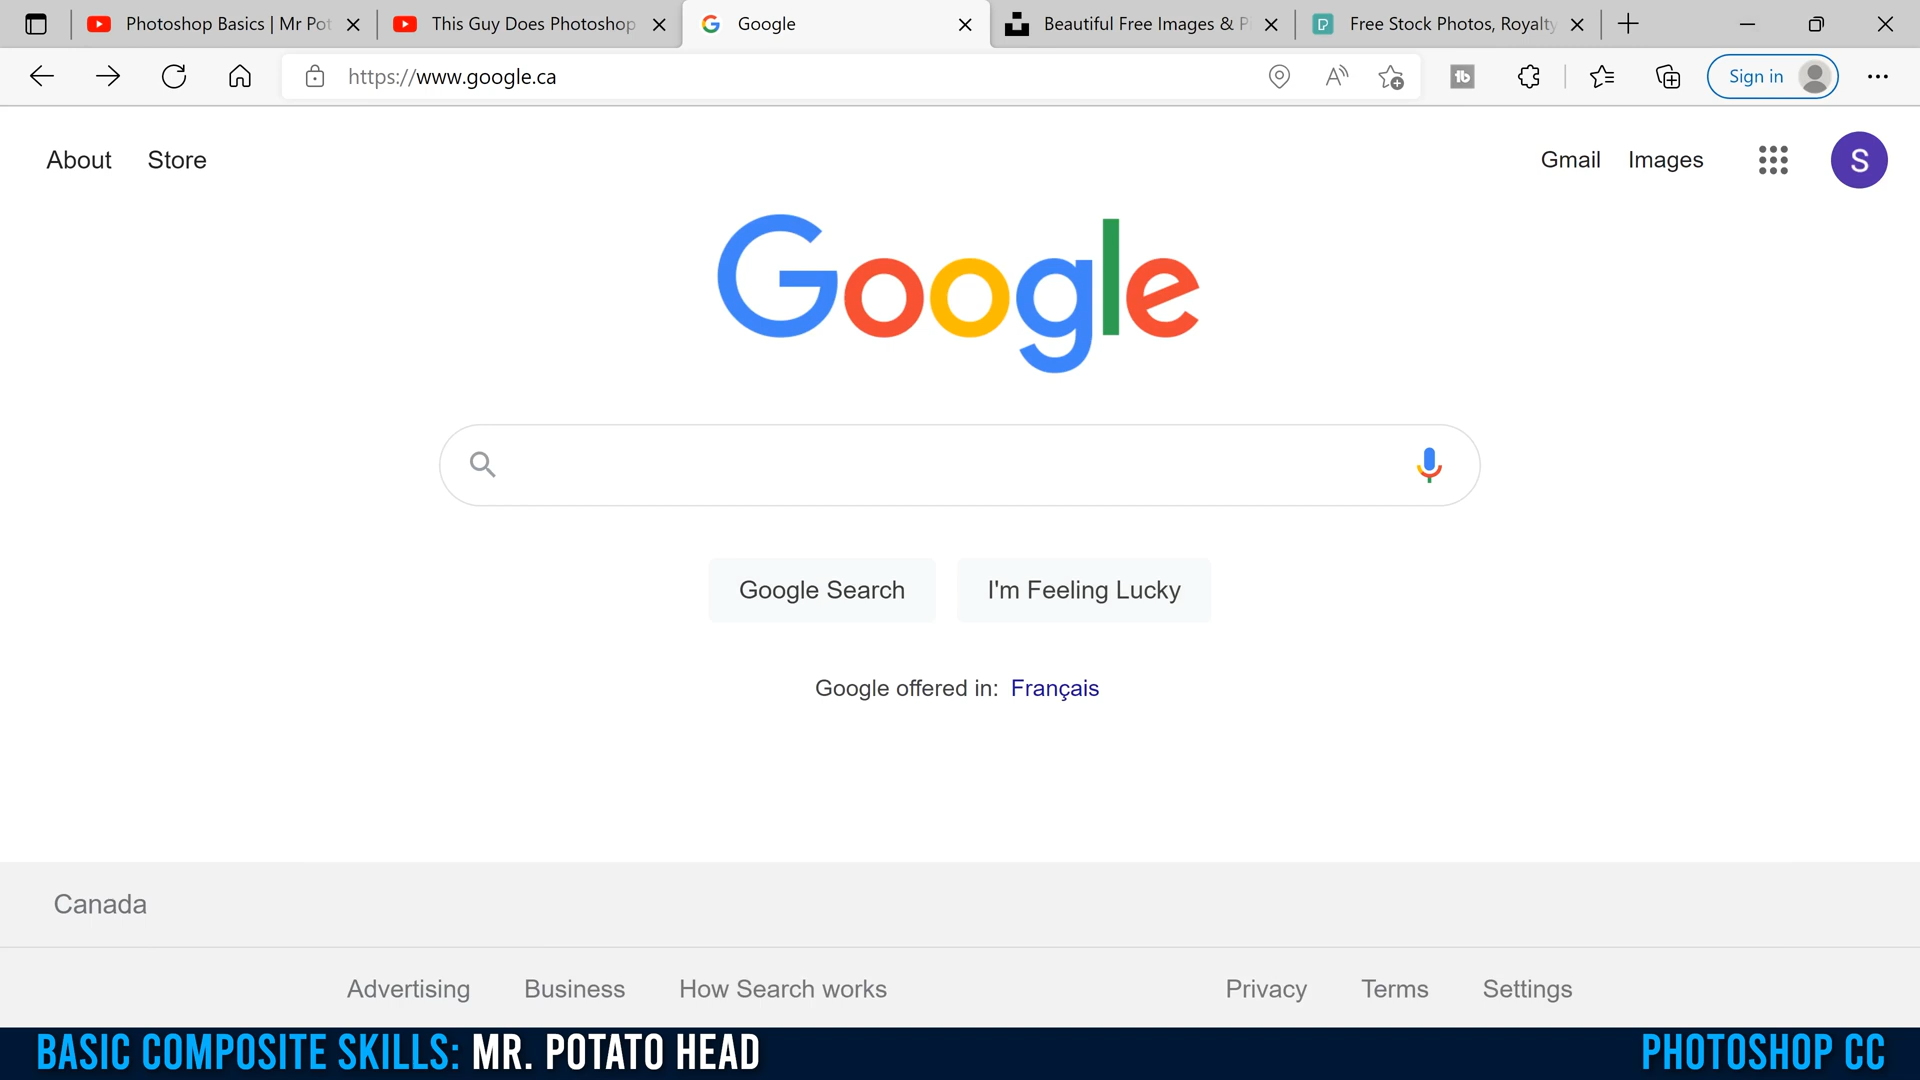 Photoshop Basics | Mr Pot
This Guy Does Photoshop
Google
Beautiful Free Images & P
Free Stock Photos, Royalty
https://www.google.ca
Sign in
About
Store
Gmail
Images
S
Google
Google Search
I'm Feeling Lucky
Google offered in: Français
Canada
Advertising
Business
How Search works
Privacy
Terms
Settings
BASIC COMPOSITE SKILLS: MR. POTATO HEAD
PHOTOSHOP CC